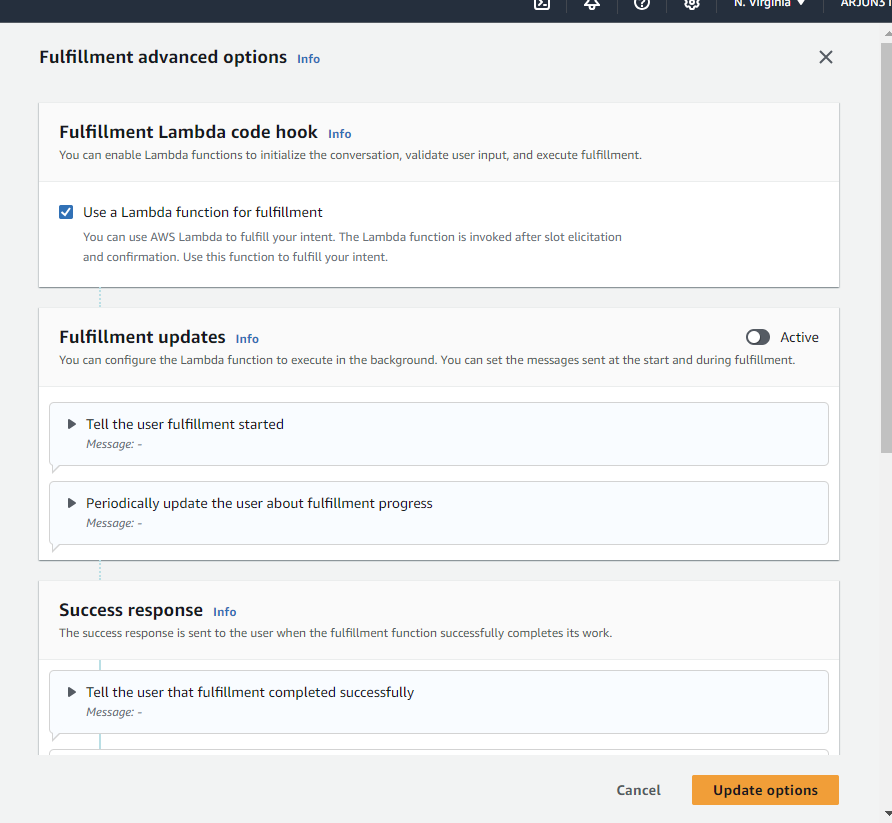 N. Virginia
ARJUN31
Fulfillment advanced options Info
Fulfillment Lambda code hook Info
You can enable Lambda functions to initialize the conversation, validate user input, and execute fulfillment.
Use a Lambda function for fulfillment
You can use AWS Lambda to fulfill your intent. The Lambda function is invoked after slot elicitation
and confirmation. Use this function to fulfill your intent.
Fulfillment updates Info
Active
You can configure the Lambda function to execute in the background. You can set the messages sent at the start and during fulfillment.
Tell the user fulfillment started
Message: -
Periodically update the user about fulfillment progress
Message: -
Success response Info
The success response is sent to the user when the fulfillment function successfully completes its work.
Tell the user that fulfillment completed successfully
Message: -
Cancel
Update options